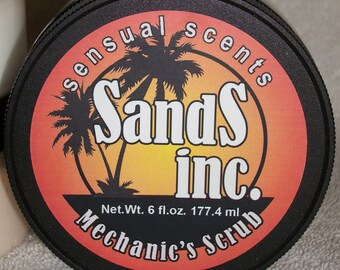 sensual scents
SandS
inc.
Net.Wt. 6 fl.oz. 177.4 ml
Mechanic's Scrub